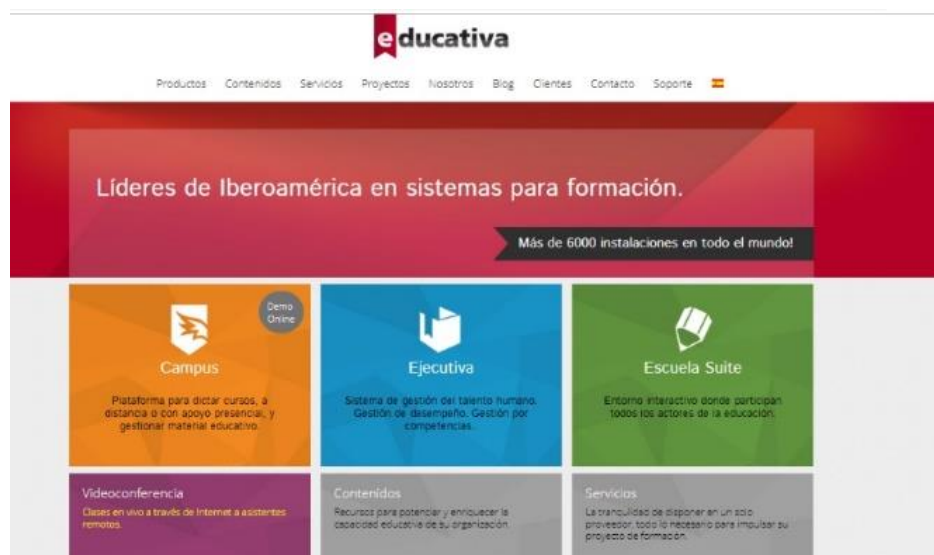 educativa
Productos Contenidos Servicios Proyectos Nosotros Blog Clientes Contacto Soporte
Líderes de Iberoamérica en sistemas para formación.
Más de 6000 instalaciones en todo el mundo!
Demo
Online
Campus
Plataforma para dictar cursos, a
distancia o con apoyo presencial, y
gestionar material educativo.
Ejecutiva
Sistema de gestión del talento humano.
Gestión de desempeño. Gestión por
competencias.
Escuela Suite
Entorno interactivo donde participan
todos los actores de la educación.
Videoconferencia
Clases en vivo a través de Internet a asistentes
remotos.
Contenidos
Recursos para potenciar y enriquecer la
capacidad educativa de su organización.
Servicios
La tranquilidad de disponer en un solo
proveedor, todo lo necesario para impulsar su
proyecto de formación.